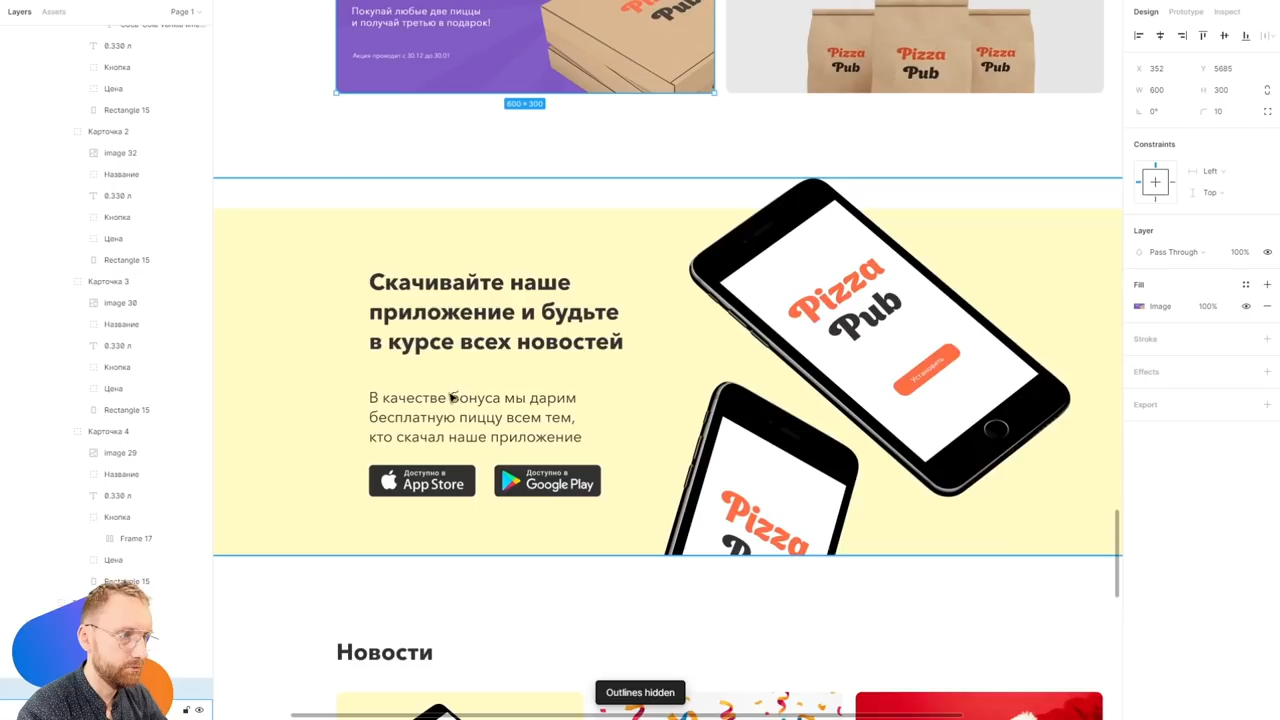 Layers
Assets
Page 1
0.330 л
Кнопка
Цена
Rectangle 15
Карточка 2
image 32
Название
0.330 л
Кнопка
Цена
Rectangle 15
Карточка 3
image 30
Название
0.330 л
Кнопка
Цена
Rectangle 15
Карточка 4
image 29
Название
0.330 л
Кнопка
Frame 17
Цена
Rectangle 15
Покупай любые две пиццы
и получай третью в подарок!
Акция проходит с 30.12 до 30.01
Pizza
Pub
Pizza
Pub
Pizza
Pub
600 × 300
Скачивайте наше
приложение и будьте
в курсе всех новостей
В качестве бонуса мы дарим
бесплатную пиццу всем тем,
кто скачал наше приложение
Доступно в
App Store
Доступно в
Google Play
Pizza
Pub
Установить
Pizza
Новости
Outlines hidden
Design
Prototype
Inspect
X 352
Y 5685
W 600
H 300
0°
10
Constraints
Left
Top
Layer
Pass Through
100%
Fill
Image
100%
Stroke
Effects
Export